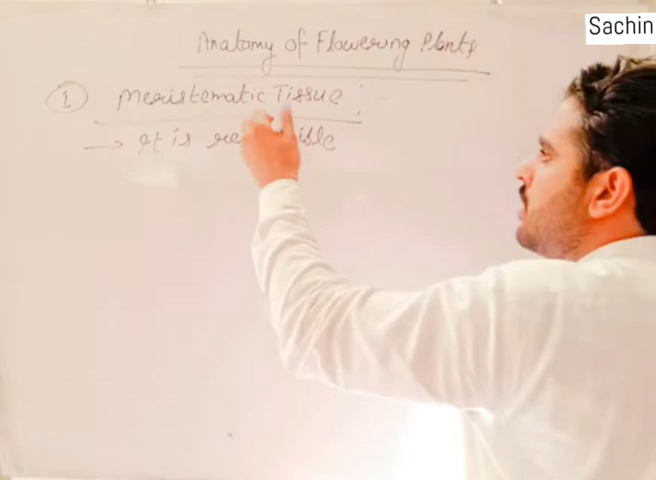 Sachin
Anatomy of Flowering Plants
1 Meristematic Tissue :-
→ It is